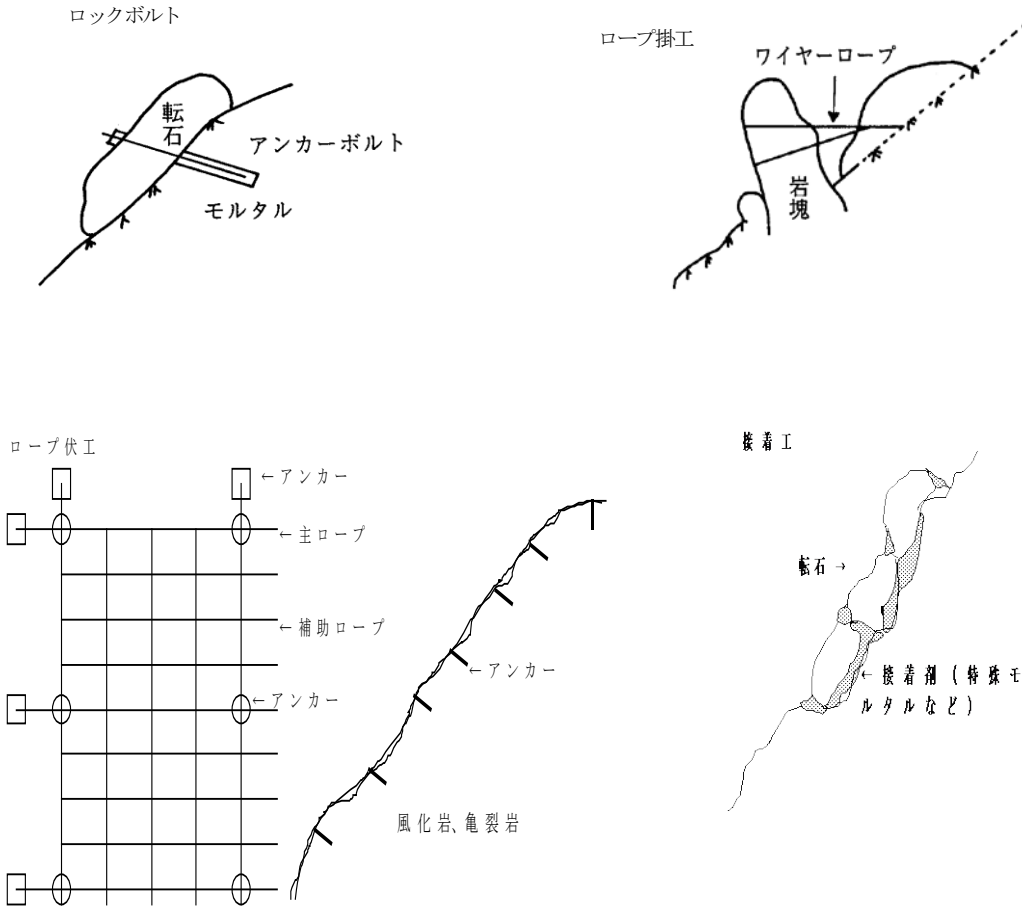 ロックボルト
転石
アンカーボルト
モルタル
ロープ掛工
ワイヤーロープ
岩塊
ロープ伏工
←アンカー
←主ロープ
←補助ロープ
←アンカー
←アンカー
風化岩、亀裂岩
接着工
転石→
←接着剤(特殊モ
ルタルなど)